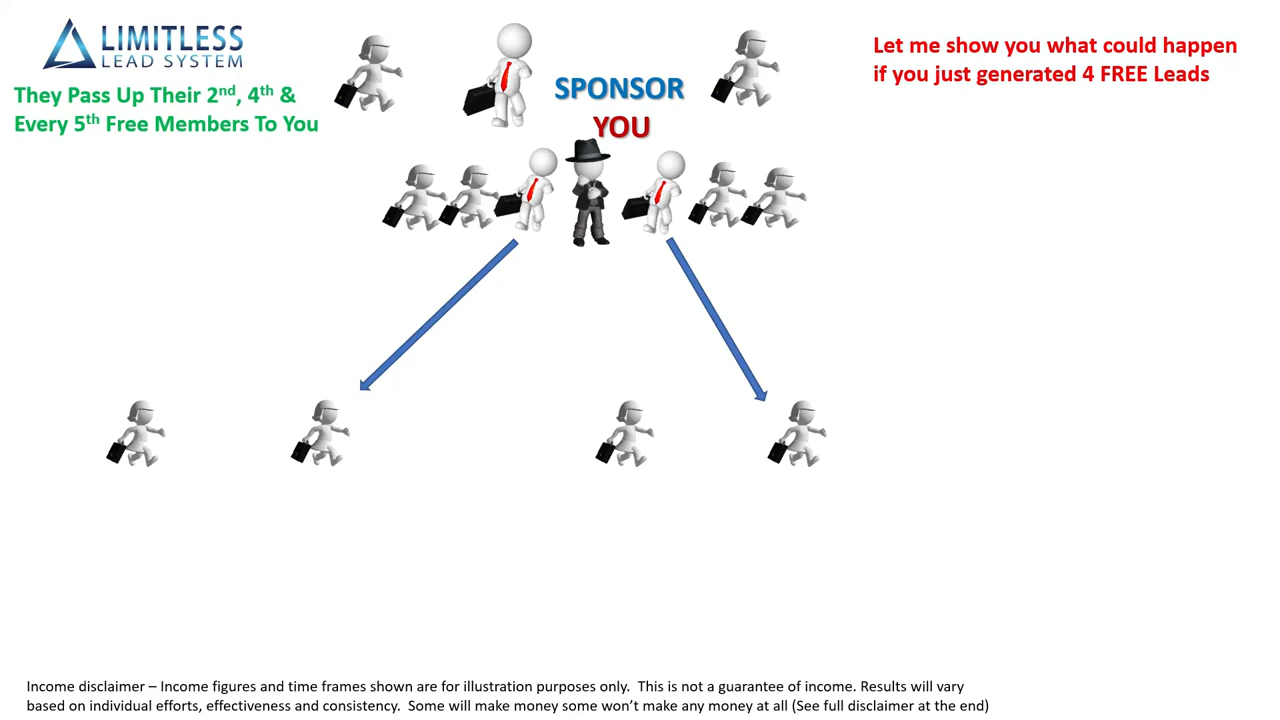 LIMITLESS
LEAD SYSTEM
They Pass Up Their 2nd, 4th &
Every 5th Free Members To You
SPONSOR
YOU
Let me show you what could happen
if you just generated 4 FREE Leads
Income disclaimer – Income figures and time frames shown are for illustration purposes only.  This is not a guarantee of income. Results will vary
based on individual efforts, effectiveness and consistency.  Some will make money some won't make any money at all (See full disclaimer at the end)